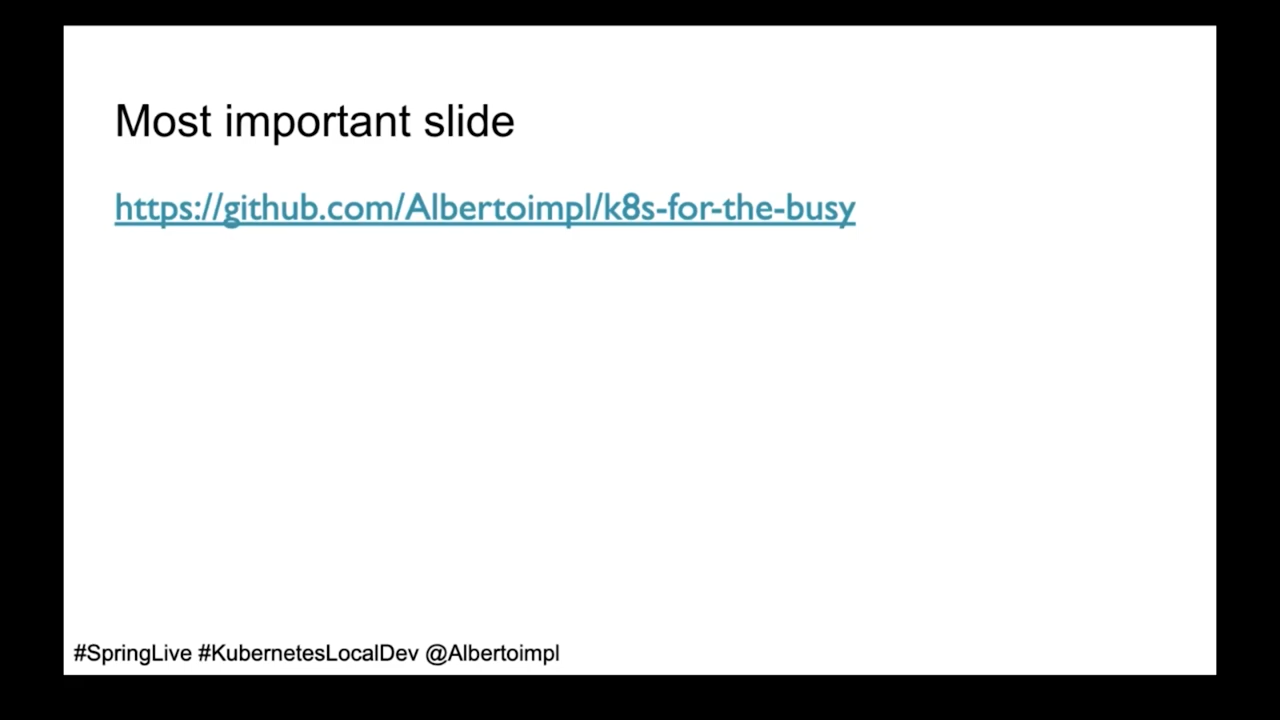 Most important slide
https://github.com/Albertoimpl/k8s-for-the-busy
#SpringLive #KubernetesLocalDev @Albertoimpl